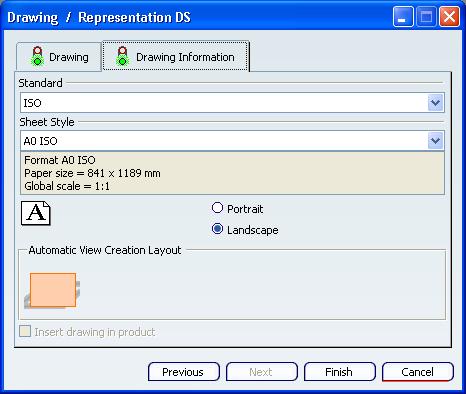 Drawing / Representation DS
Drawing
Drawing Information
Standard
ISO
Sheet Style
A0 ISO
Format A0 ISO
Paper size = 841 x 1189 mm
Global scale = 1:1
A
Portrait
Landscape
Automatic View Creation Layout
Insert drawing in product
Previous
Next
Finish
Cancel